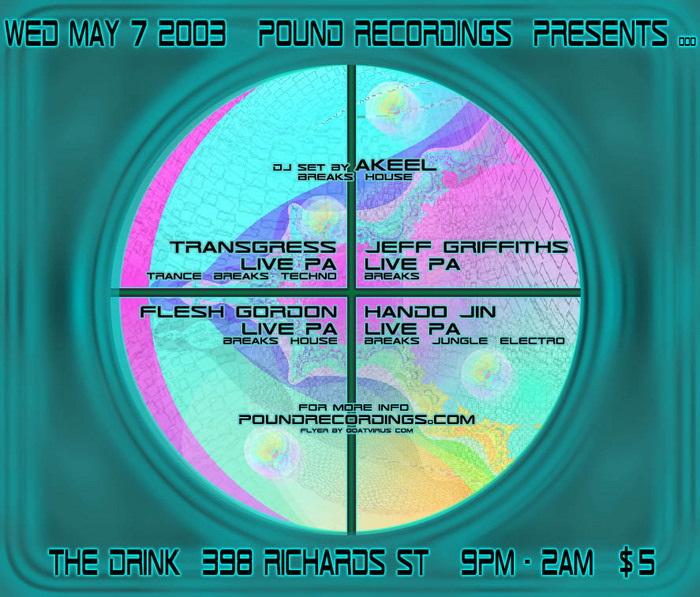 WED MAY 7 2003 POUND RECORDINGS PRESENTS ...
DJ SET BY AKEEL
BREAKS HOUSE
TRANSGRESS
LIVE PA
TRANCE BREAKS TECHNO
JEFF GRIFFITHS
LIVE PA
BREAKS
FLESH GORDON
LIVE PA
BREAKS HOUSE
HANDO JIN
LIVE PA
BREAKS JUNGLE ELECTRO
FOR MORE INFO
POUNDRECORDINGS.COM
FLYER BY GOATVIRUS.COM
THE DRINK 398 RICHARDS ST 9PM - 2AM $5